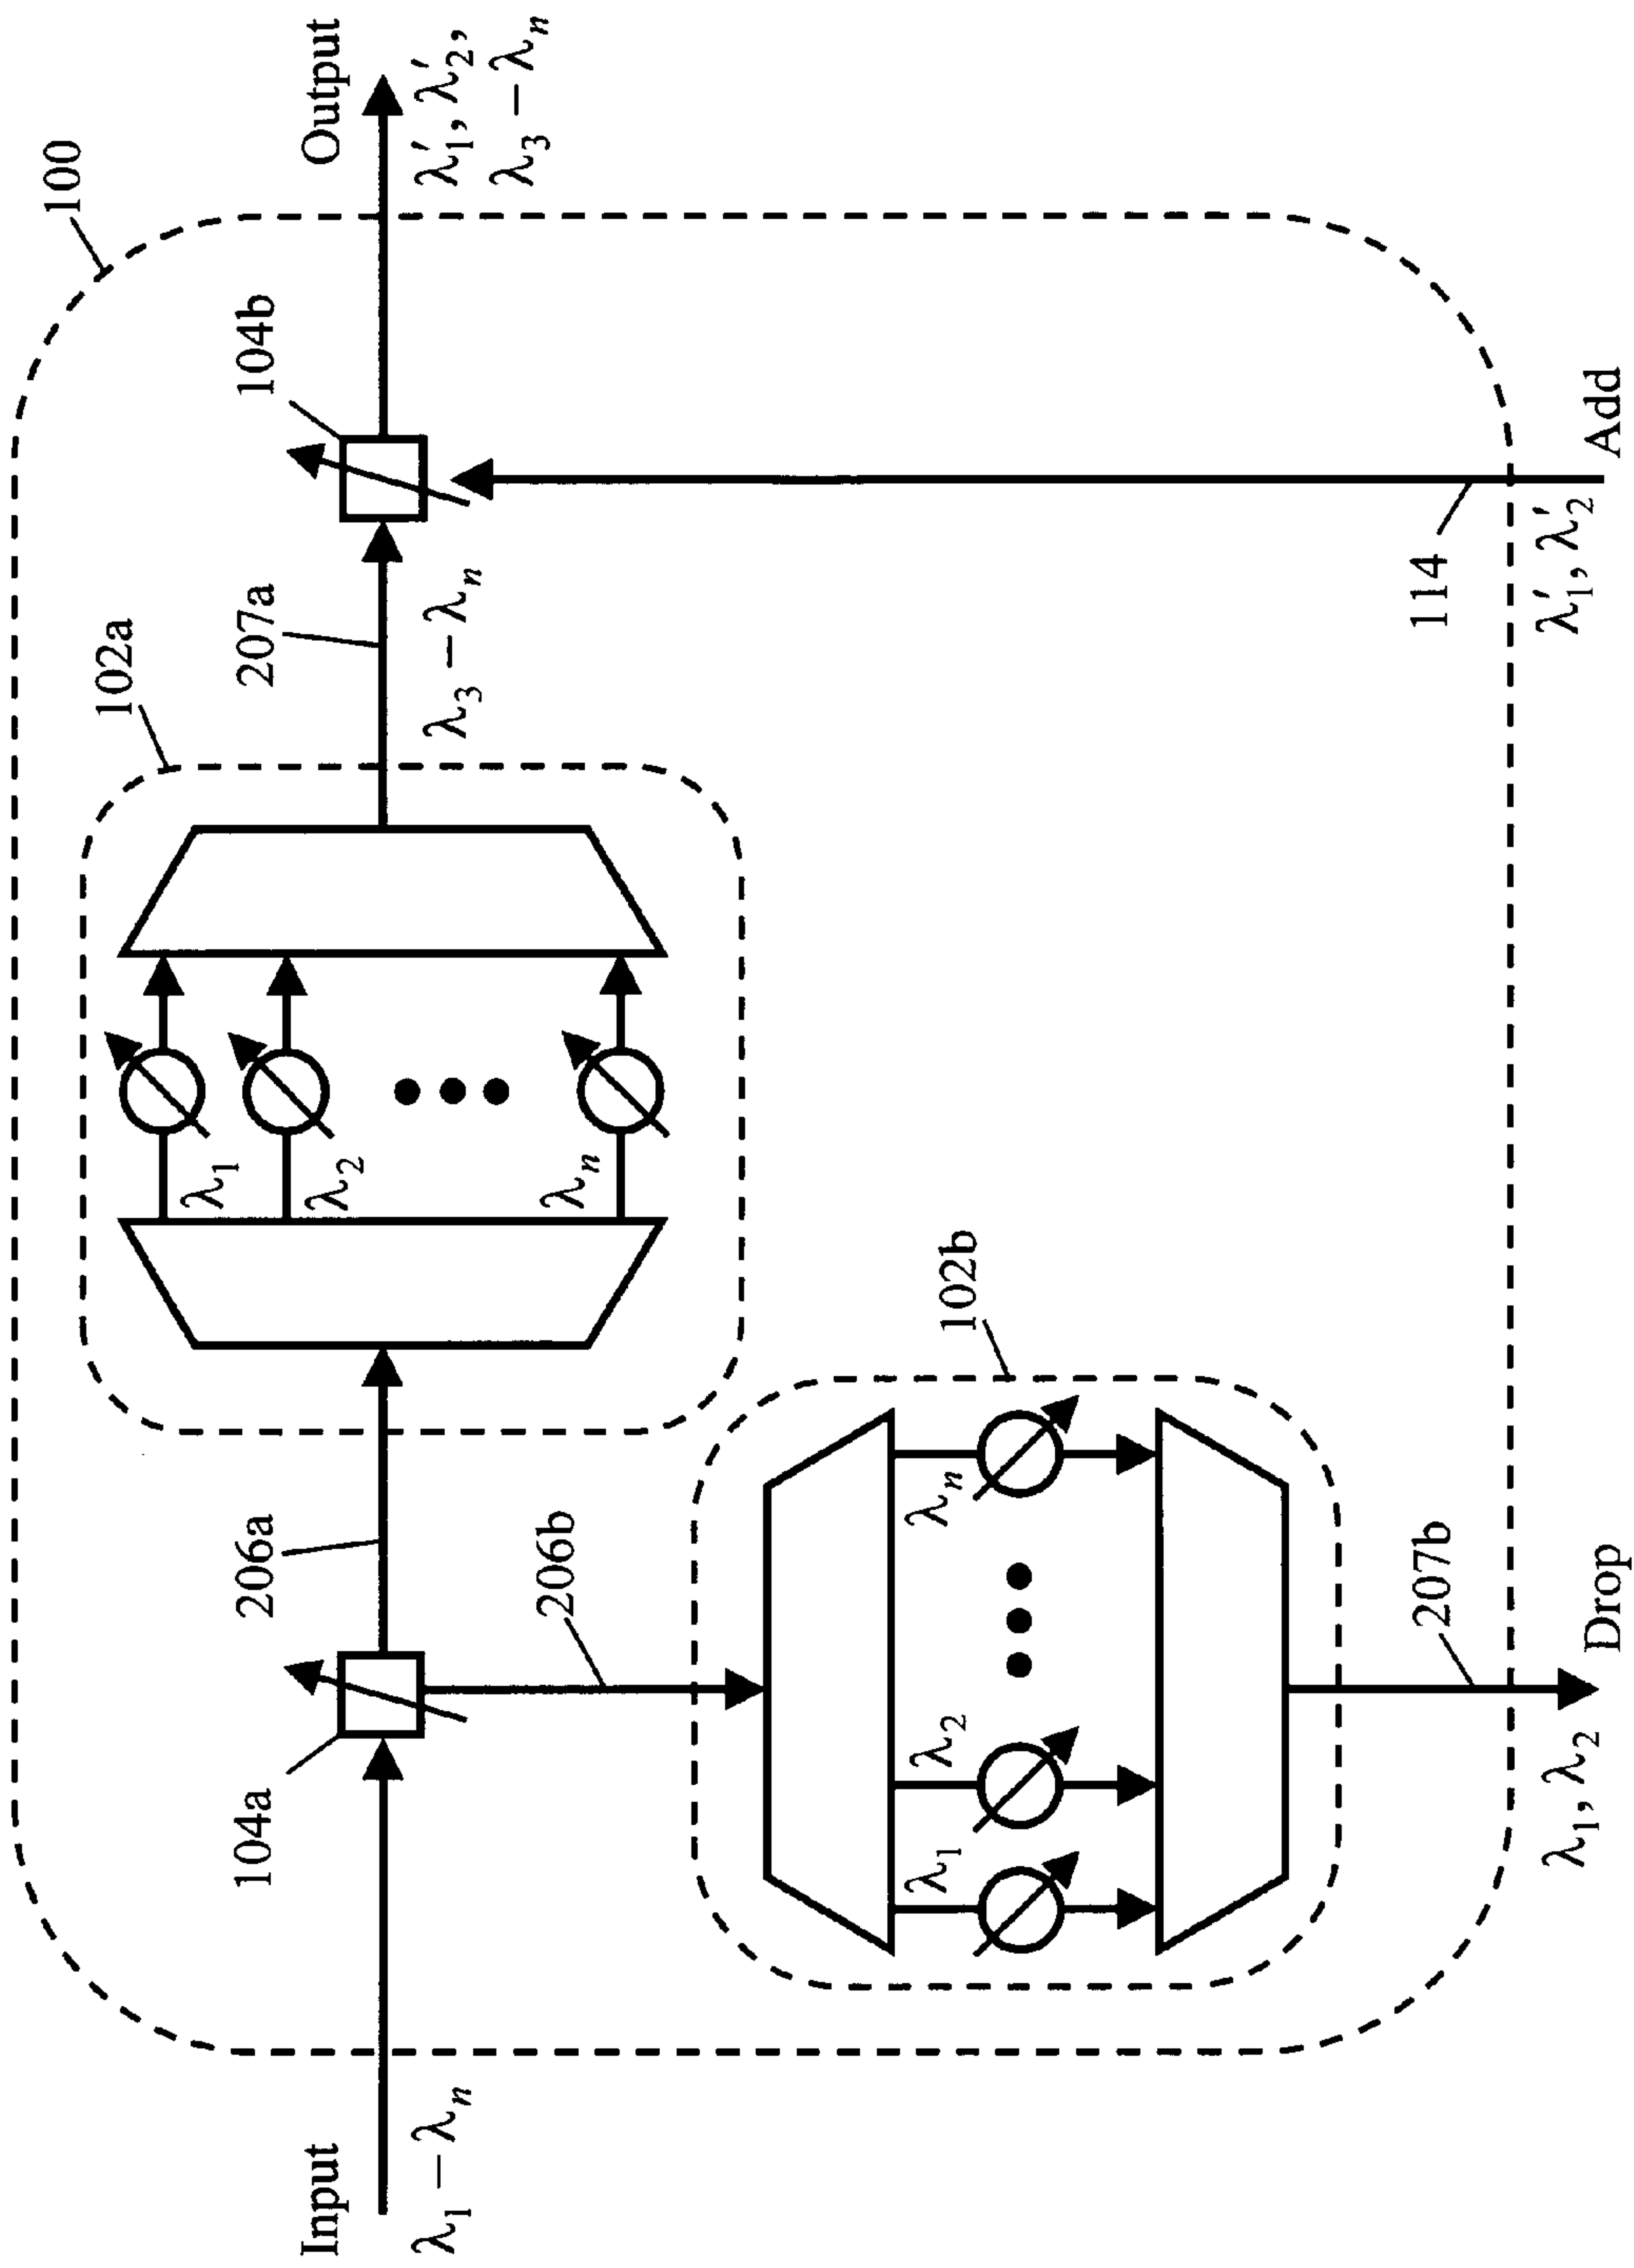 100
Input
λ1 – λn
104a
206a
102a
λ1
λ2
λn
207a
λ3 – λn
104b
Output
λ′1, λ′2,
λ3 – λn
206b
102b
λ1
λ2
λn
207b
Drop
λ1, λ2
114
Add
λ′1, λ′2